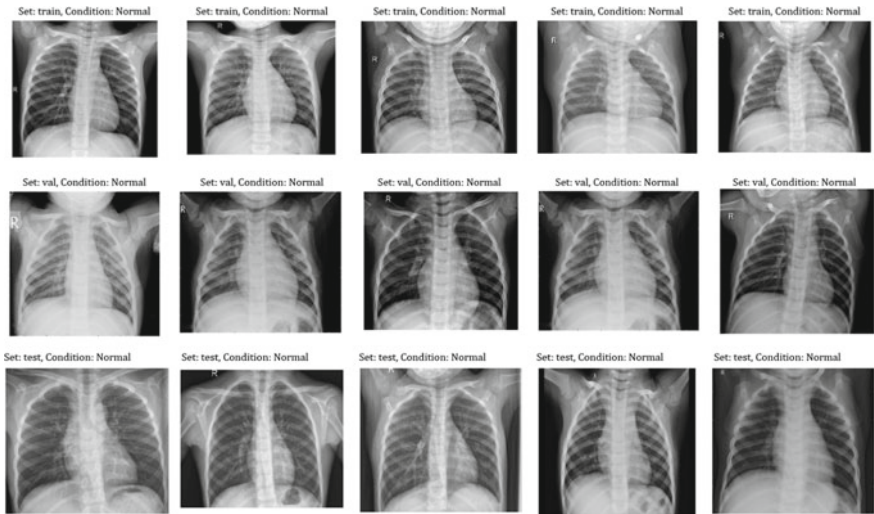 Set: train, Condition: Normal
Set: train, Condition: Normal
Set: train, Condition: Normal
Set: train, Condition: Normal
Set: train, Condition: Normal
R
R
R
R
R
Set: val, Condition: Normal
Set: val, Condition: Normal
Set: val, Condition: Normal
Set: val, Condition: Normal
Set: val, Condition: Normal
R
R
R
R
R
Set: test, Condition: Normal
Set: test, Condition: Normal
Set: test, Condition: Normal
Set: test, Condition: Normal
Set: test, Condition: Normal
R
R